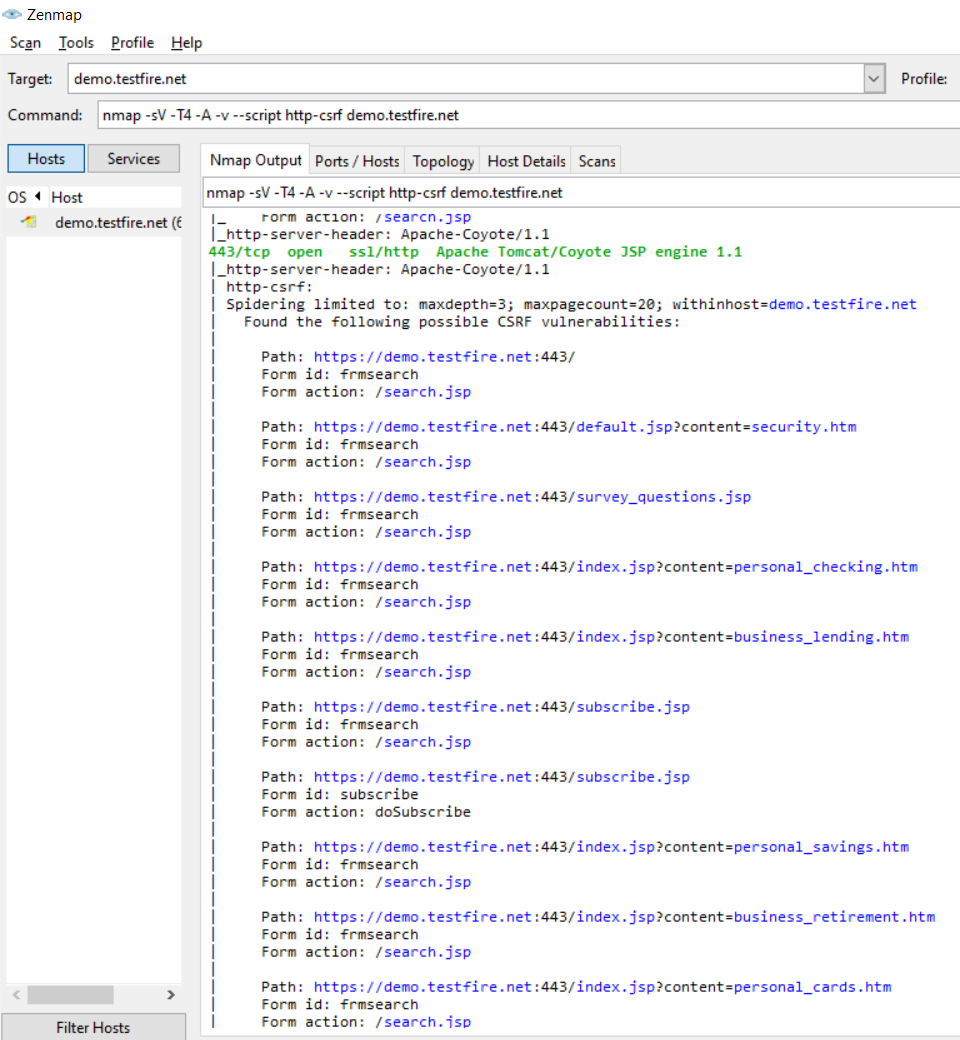 Zenmap
Scan Tools Profile Help
Target: demo.testfire.net Profile:
Command: nmap -sV -T4 -A -v --script http-csrf demo.testfire.net
Hosts Services
Nmap Output Ports / Hosts Topology Host Details Scans
OS Host
demo.testfire.net (6
nmap -sV -T4 -A -v --script http-csrf demo.testfire.net
|_ Form action: /search.jsp
|_http-server-header: Apache-Coyote/1.1
443/tcp open ssl/http Apache Tomcat/Coyote JSP engine 1.1
|_http-server-header: Apache-Coyote/1.1
| http-csrf:
| Spidering limited to: maxdepth=3; maxpagecount=20; withinhost=demo.testfire.net
| Found the following possible CSRF vulnerabilities:
|
| Path: https://demo.testfire.net:443/
| Form id: frmsearch
| Form action: /search.jsp
|
| Path: https://demo.testfire.net:443/default.jsp?content=security.htm
| Form id: frmsearch
| Form action: /search.jsp
|
| Path: https://demo.testfire.net:443/survey_questions.jsp
| Form id: frmsearch
| Form action: /search.jsp
|
| Path: https://demo.testfire.net:443/index.jsp?content=personal_checking.htm
| Form id: frmsearch
| Form action: /search.jsp
|
| Path: https://demo.testfire.net:443/index.jsp?content=business_lending.htm
| Form id: frmsearch
| Form action: /search.jsp
|
| Path: https://demo.testfire.net:443/subscribe.jsp
| Form id: frmsearch
| Form action: /search.jsp
|
| Path: https://demo.testfire.net:443/subscribe.jsp
| Form id: subscribe
| Form action: doSubscribe
|
| Path: https://demo.testfire.net:443/index.jsp?content=personal_savings.htm
| Form id: frmsearch
| Form action: /search.jsp
|
| Path: https://demo.testfire.net:443/index.jsp?content=business_retirement.htm
| Form id: frmsearch
| Form action: /search.jsp
|
| Path: https://demo.testfire.net:443/index.jsp?content=personal_cards.htm
| Form id: frmsearch
| Form action: /search.jsp
Filter Hosts